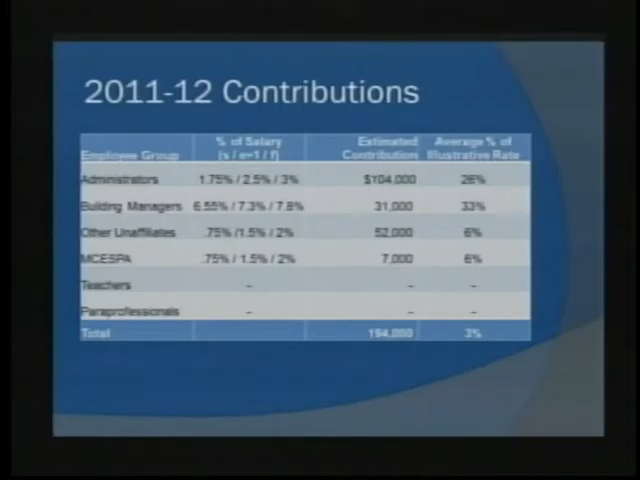 2011-12 Contributions
% of Salary Estimated Average % of
Employee Group (s / s+1 / f) Contribution Illustrative Rate
Administrators 1.75% / 2.5% / 3% $104,000 26%
Building Managers 6.55% / 7.3% / 7.8% 31,000 33%
Other Unaffiliates .75% /1.5% / 2% 52,000 6%
MCESPA .75% / 1.5% / 2% 7,000 6%
Teachers – – –
Paraprofessionals – – –
Total 194,000 3%